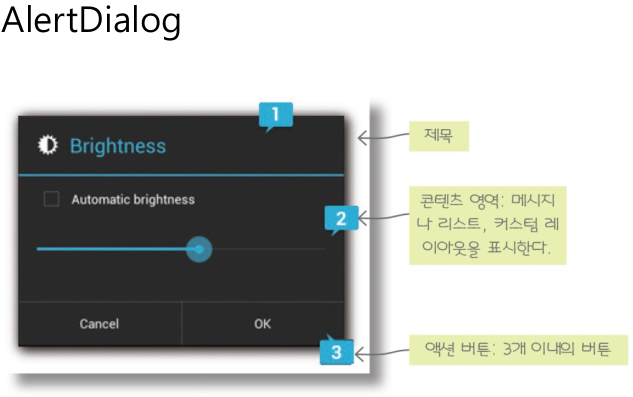 AlertDialog
1
Brightness
제목
Automatic brightness
2
콘텐츠 영역: 메시지
나 리스트, 커스텀 레
이아웃을 표시한다.
Cancel
OK
3
액션 버튼: 3개 이내의 버튼